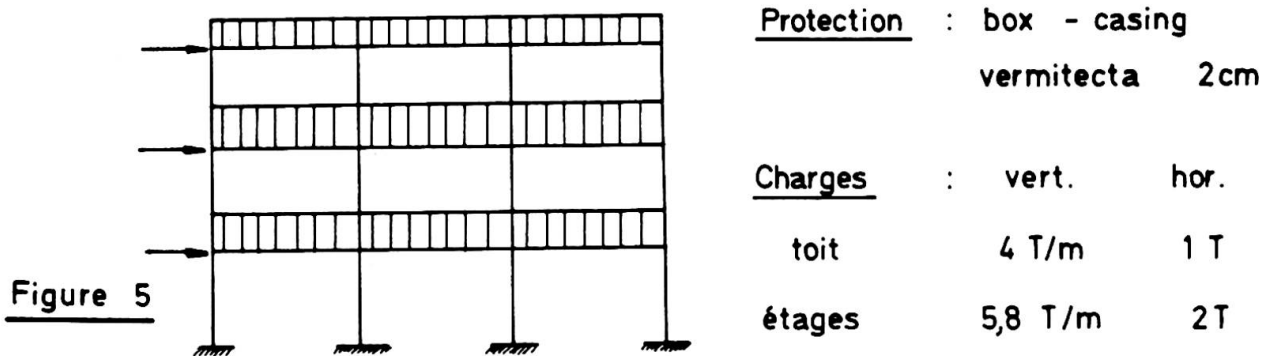 Protection : box - casing
vermitecta 2cm
Charges : vert. hor.
toit 4 T/m 1 T
étages 5,8 T/m 2T
Figure 5